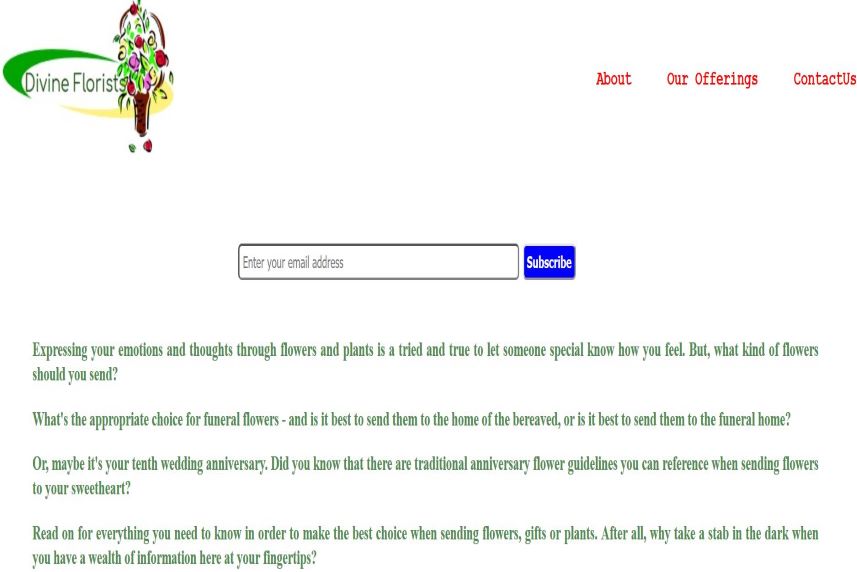 Divine Florists
About Our Offerings ContactUs
Enter your email address Subscribe
Expressing your emotions and thoughts through flowers and plants is a tried and true to let someone special know how you feel. But, what kind of flowers
should you send?
What's the appropriate choice for funeral flowers - and is it best to send them to the home of the bereaved, or is it best to send them to the funeral home?
Or, maybe it's your tenth wedding anniversary. Did you know that there are traditional anniversary flower guidelines you can reference when sending flowers
to your sweetheart?
Read on for everything you need to know in order to make the best choice when sending flowers, gifts or plants. After all, why take a stab in the dark when
you have a wealth of information here at your fingertips?